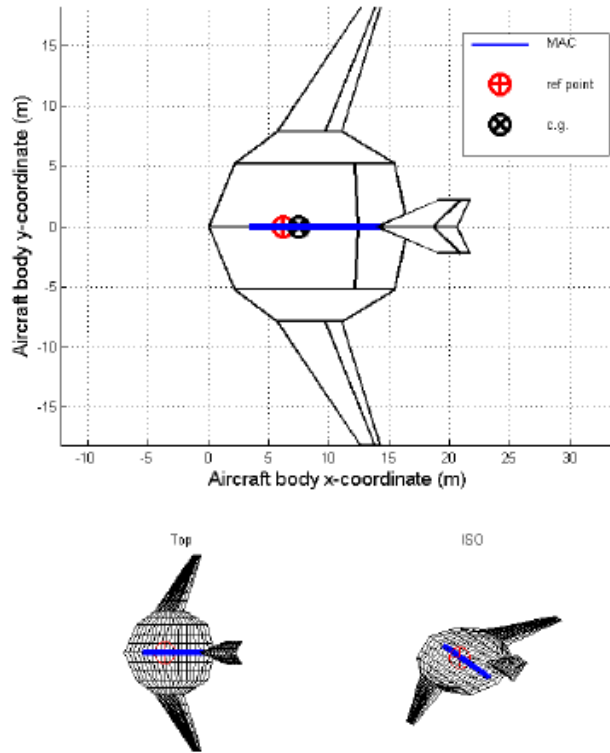 15
10
5
0
-5
-10
-15
Aircraft body y-coordinate (m)
MAC
ref point
c.g.
-10 -5 0 5 10 15 20 25 30
Aircraft body x-coordinate (m)
Top ISO